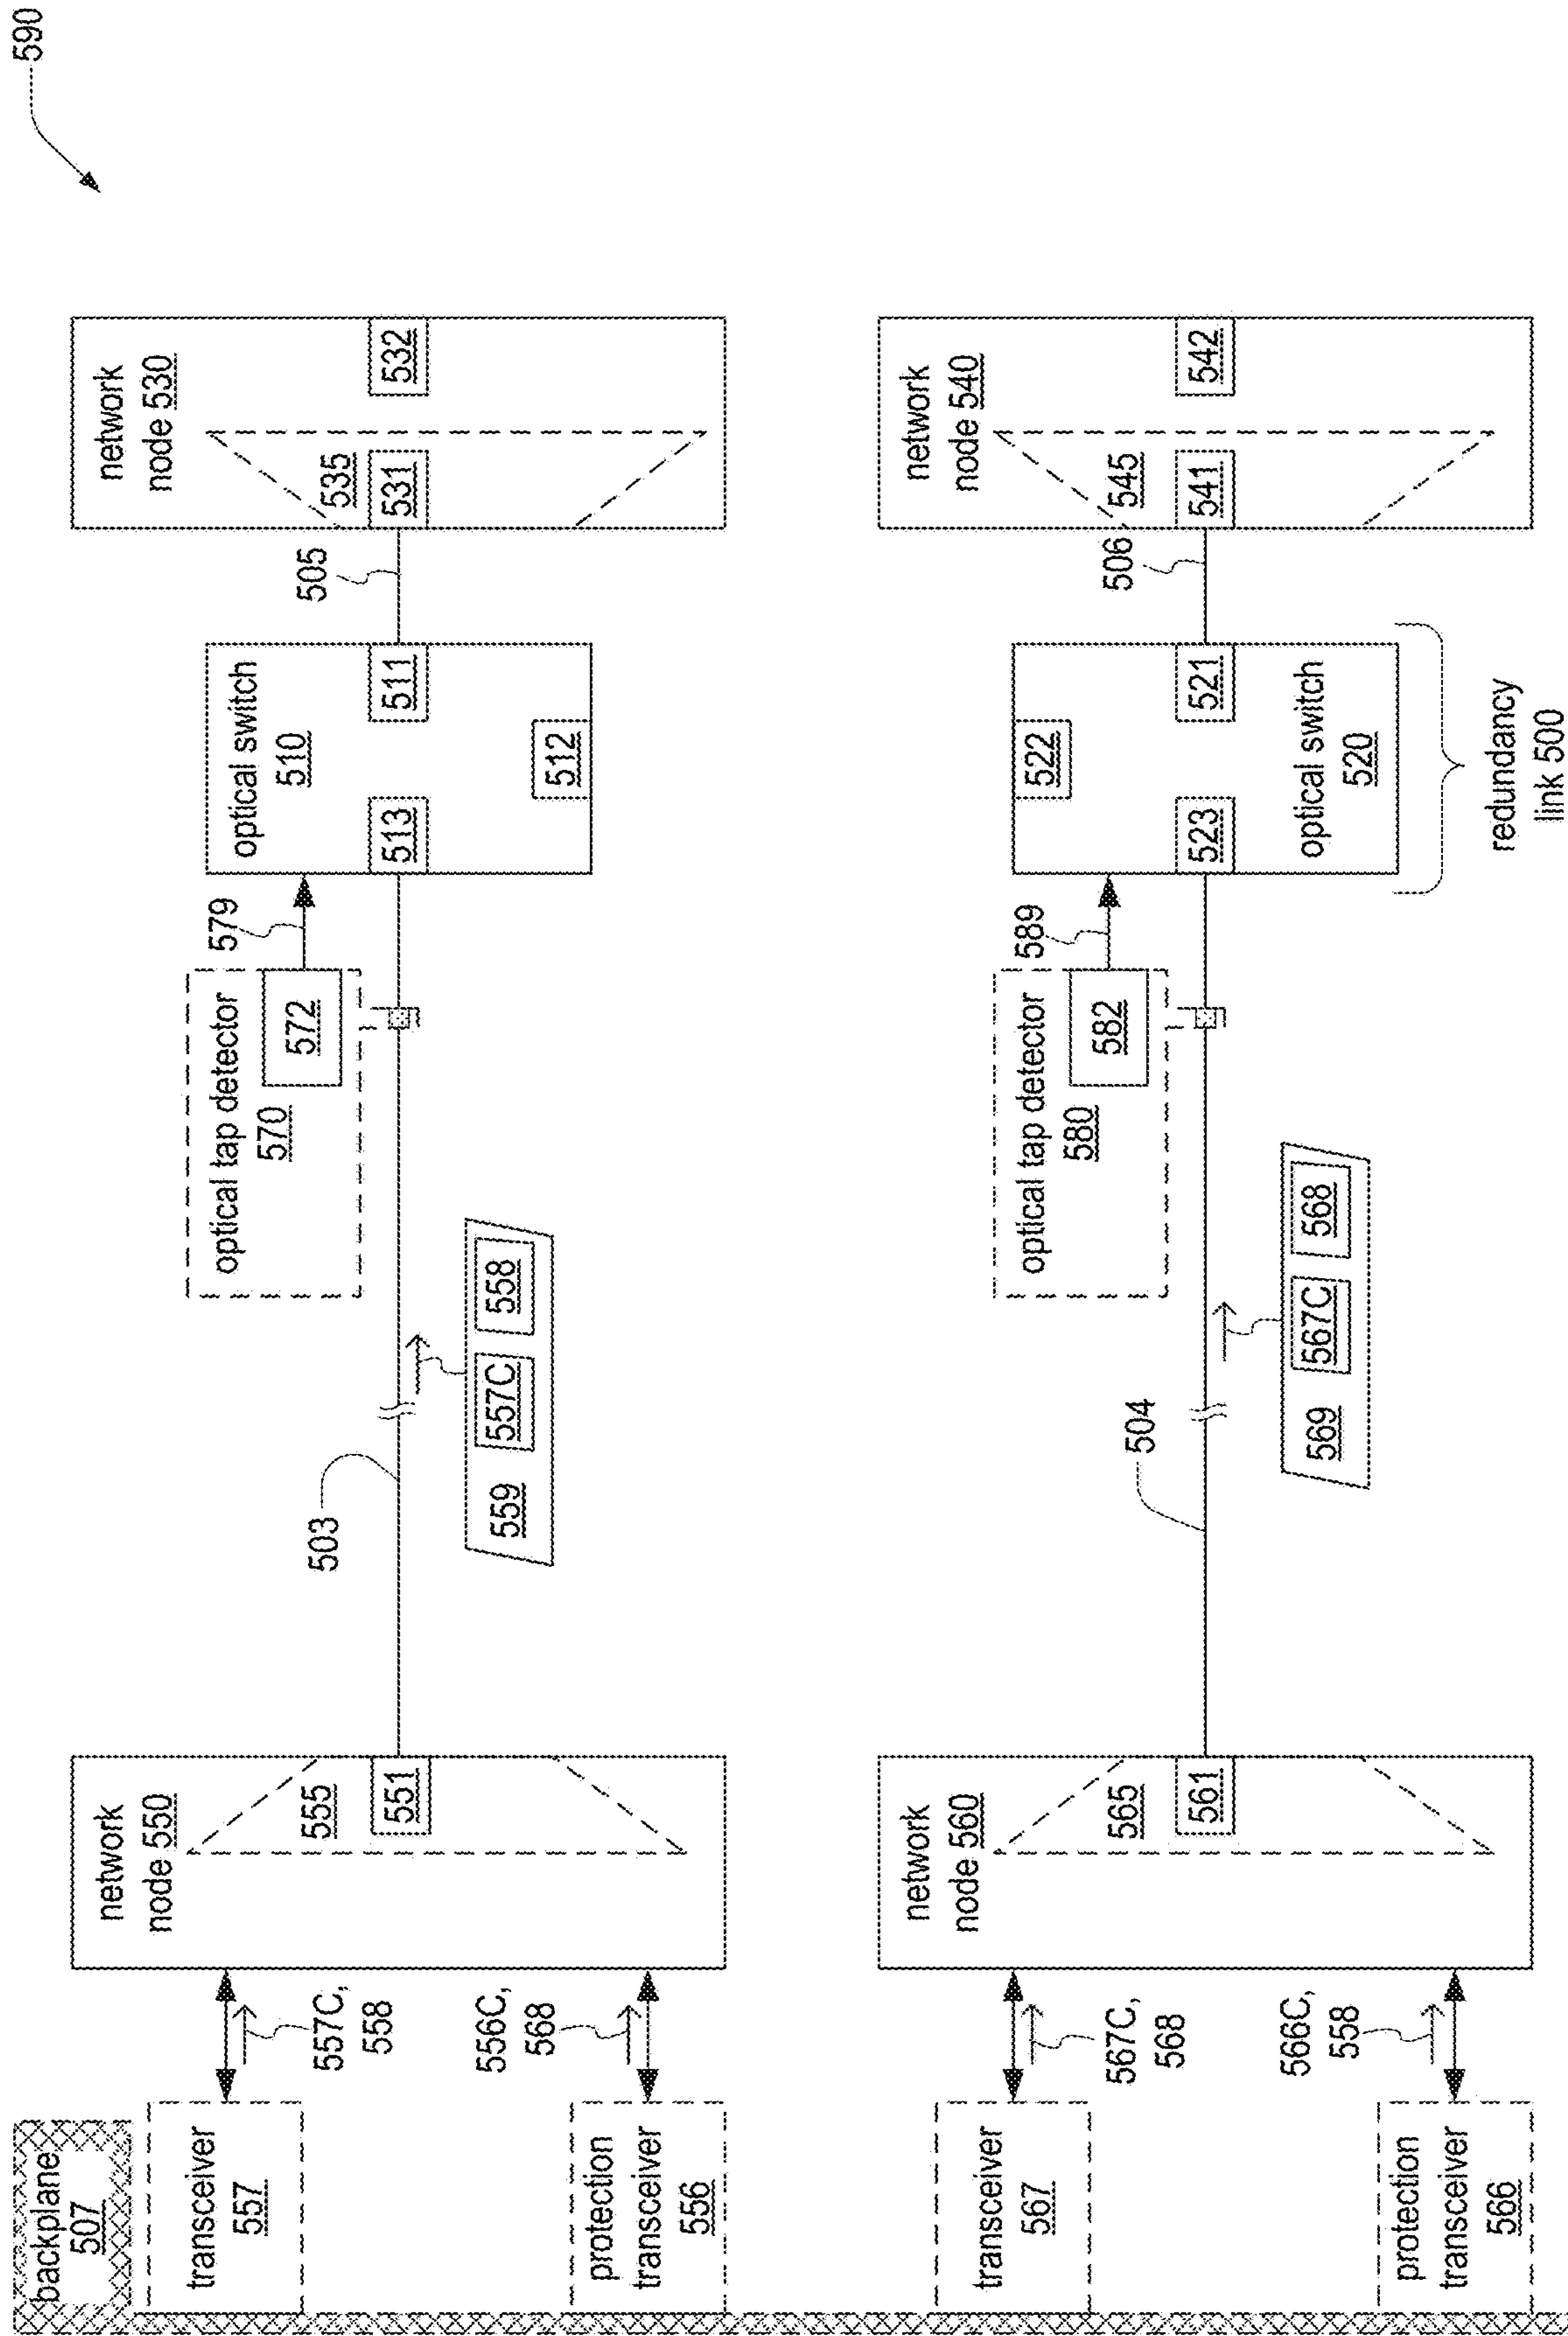 590
network
node 530
532
535
531
505
optical switch
510
511
512
513
579
optical tap detector
570
572
503
559
557C
558
network
node 550
555
551
557C,
558
556C,
568
backplane
507
transceiver
557
protection
transceiver
556
network
node 540
542
545
541
506
522
521
523
optical switch
520
redundancy
link 500
589
optical tap detector
580
582
504
569
567C
568
network
node 560
565
561
567C,
568
566C,
558
transceiver
567
protection
transceiver
566